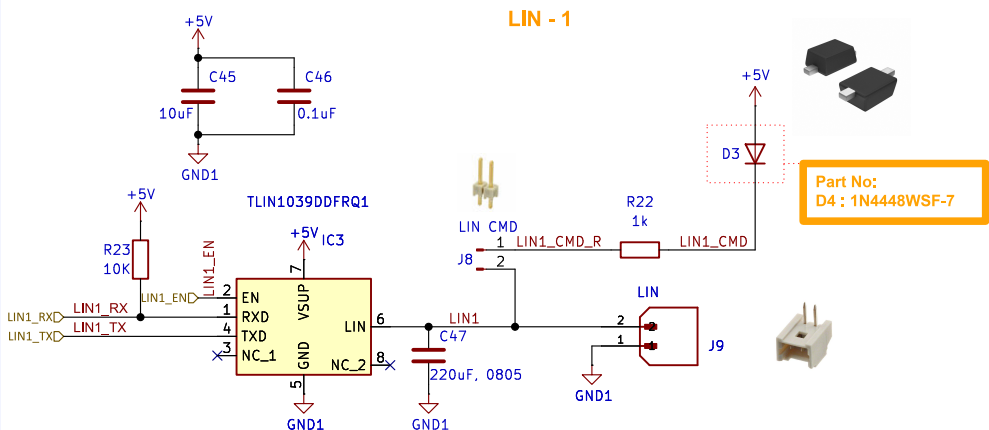 LIN - 1
+5V
C45
10uF
C46
0.1uF
GND1
+5V
D3
Part No:
D4 : 1N4448WSF-7
LIN CMD
J8
1
2
LIN1_CMD_R
R22
1k
LIN1_CMD
+5V
R23
10K
LIN1_EN
LIN1_EN
LIN1_RX
LIN1_RX
LIN1_TX
LIN1_TX
TLIN1039DDFRQ1
+5V
IC3
7
VSUP
2
EN
1
RXD
4
TXD
3
NC_1
GND
5
GND1
LIN
6
NC_2
8
LIN1
C47
220uF, 0805
GND1
LIN
2
2
1
1
J9
GND1